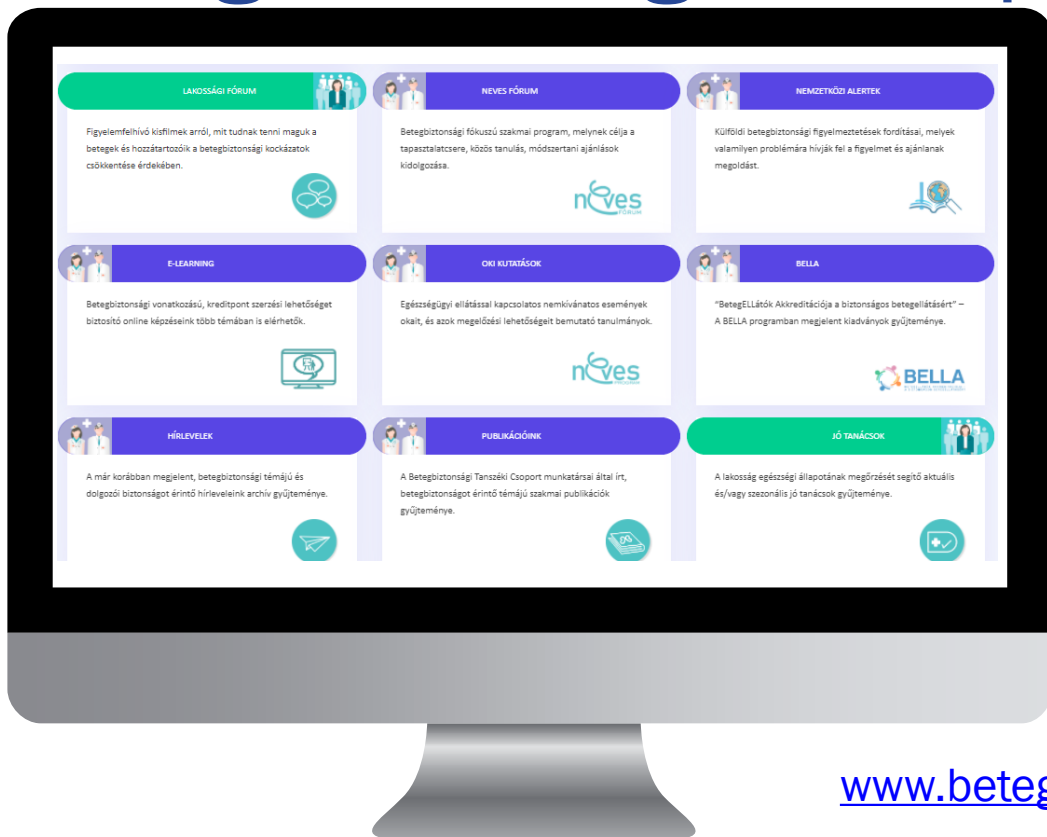 LAKOSSÁGI FÓRUM
Figyelemfelhívó kisfilmek arról, mit tudnak tenni maguk a
betegek és hozzátartozóik a betegbiztonsági kockázatok
csökkentése érdekében.
NEVES FÓRUM
Betegbiztonsági fókuszú szakmai program, melynek célja a
tapasztalatcsere, közös tanulás, módszertani ajánlások
kidolgozása.
neves
FÓRUM
NEMZETKÖZI ALERTEK
Külföldi betegbiztonsági figyelmeztetések fordításai, melyek
valamilyen problémára hívják fel a figyelmet és ajánlanak
megoldást.
E-LEARNING
Betegbiztonsági vonatkozású, kreditpont szerzési lehetőséget
biztosító online képzéseink több témában is elérhetők.
OKI KUTATÁSOK
Egészségügyi ellátással kapcsolatos nemkívánatos események
okait, és azok megelőzési lehetőségeit bemutató tanulmányok.
neves
PROGRAM
BELLA
"BetegELLátók Akkreditációja a biztonságos betegellátásért" –
A BELLA programban megjelent kiadványok gyűjteménye.
BELLA
HÍRLEVELEK
A már korábban megjelent, betegbiztonsági témájú és
dolgozói biztonságot érintő hírleveleink archív gyűjteménye.
PUBLIKÁCIÓINK
A Betegbiztonsági Tanszéki Csoport munkatársai által írt,
betegbiztonságot érintő témájú szakmai publikációk
gyűjteménye.
JÓ TANÁCSOK
A lakosság egészségi állapotának megőrzését segítő aktuális
és/vagy szezonális jó tanácsok gyűjteménye.
www.beteg